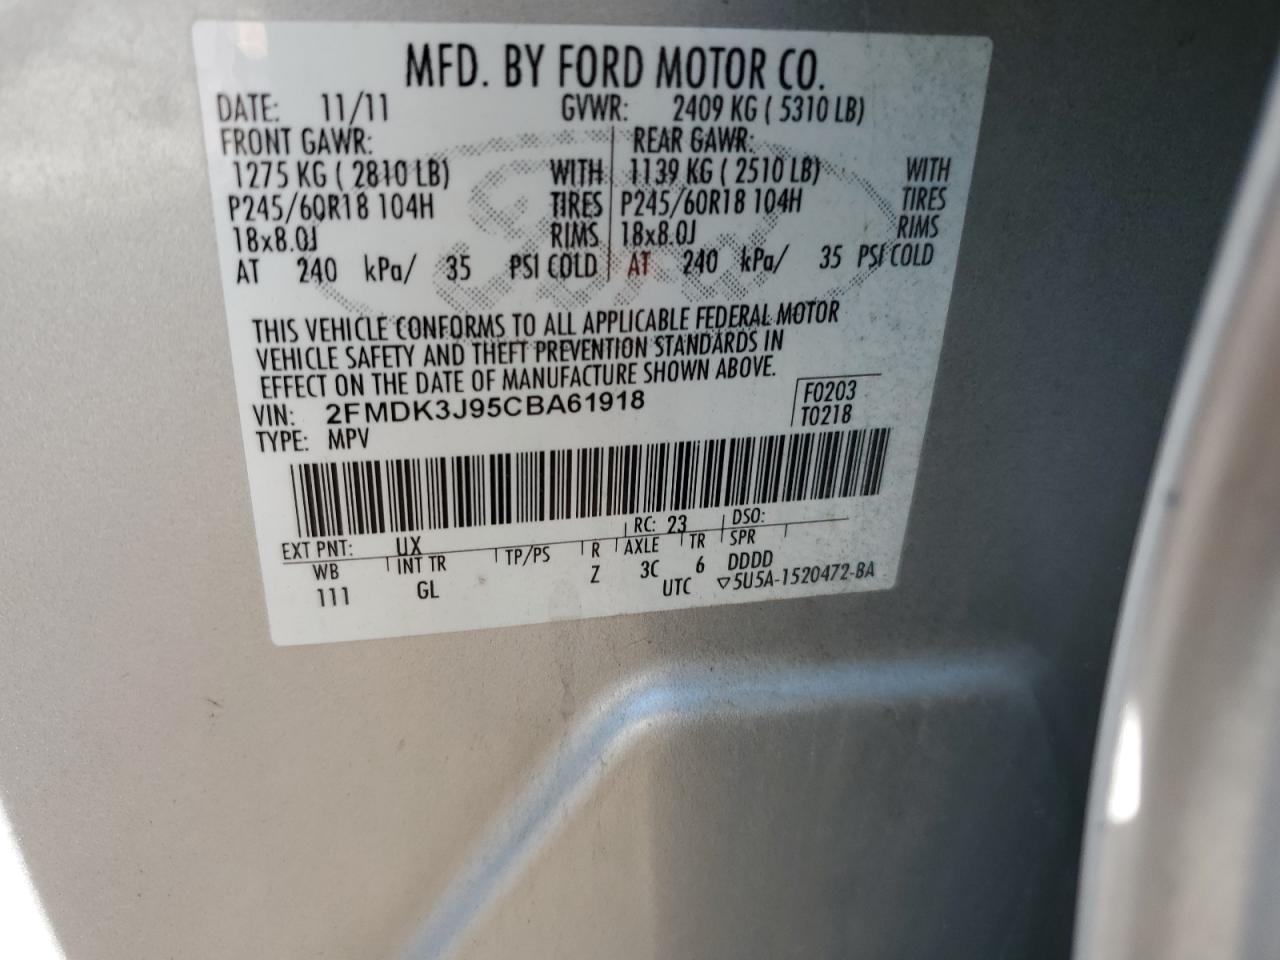 MFD. BY FORD MOTOR CO.
DATE: 11/11 GVWR: 2409 KG ( 5310 LB)
FRONT GAWR: REAR GAWR:
1275 KG ( 2810 LB) WITH 1139 KG ( 2510 LB) WITH
P245/60R18 104H TIRES P245/60R18 104H TIRES
18x8.0J RIMS 18x8.0J RIMS
AT 240 kPa/ 35 PSI COLD AT 240 kPa/ 35 PSI COLD
THIS VEHICLE CONFORMS TO ALL APPLICABLE FEDERAL MOTOR
VEHICLE SAFETY AND THEFT PREVENTION STANDARDS IN
EFFECT ON THE DATE OF MANUFACTURE SHOWN ABOVE.
VIN: 2FMDK3J95CBA61918 F0203
TYPE: MPV T0218
EXT PNT: UX RC: 23 DSO:
WB INT TR TP/PS R AXLE TR SPR
111 GL Z 3C 6 DDDD
UTC ▽5U5A-1520472-BA